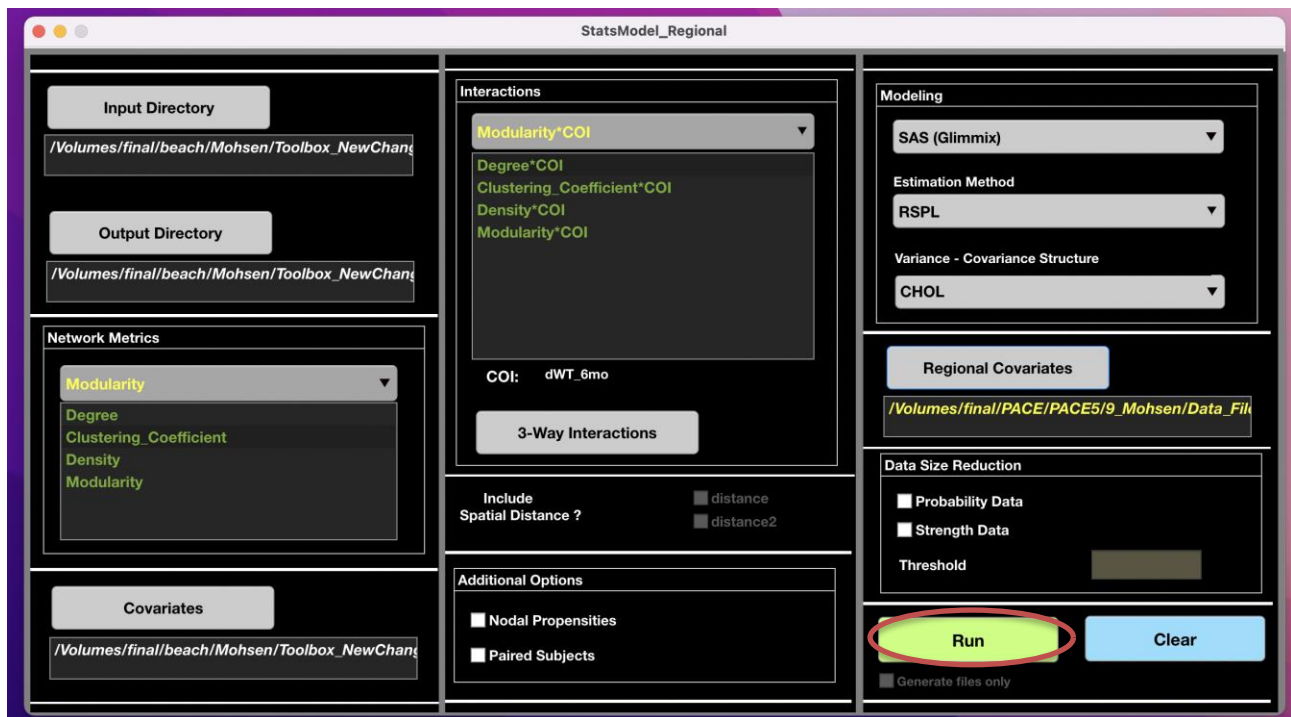 StatsModel_Regional
Input Directory
/Volumes/final/beach/Mohsen/Toolbox_NewChang
Output Directory
/Volumes/final/beach/Mohsen/Toolbox_NewChang
Network Metrics
Modularity
Degree
Clustering_Coefficient
Density
Modularity
Covariates
/Volumes/final/beach/Mohsen/Toolbox_NewChang
Interactions
Modularity*COI
Degree*COI
Clustering_Coefficient*COI
Density*COI
Modularity*COI
COI: dWT_6mo
3-Way Interactions
Include
Spatial Distance ?
distance
distance2
Additional Options
Nodal Propensities
Paired Subjects
Modeling
SAS (Glimmix)
Estimation Method
RSPL
Variance - Covariance Structure
CHOL
Regional Covariates
/Volumes/final/PACE/PACE5/9_Mohsen/Data_File
Data Size Reduction
Probability Data
Strength Data
Threshold
Run
Clear
Generate files only